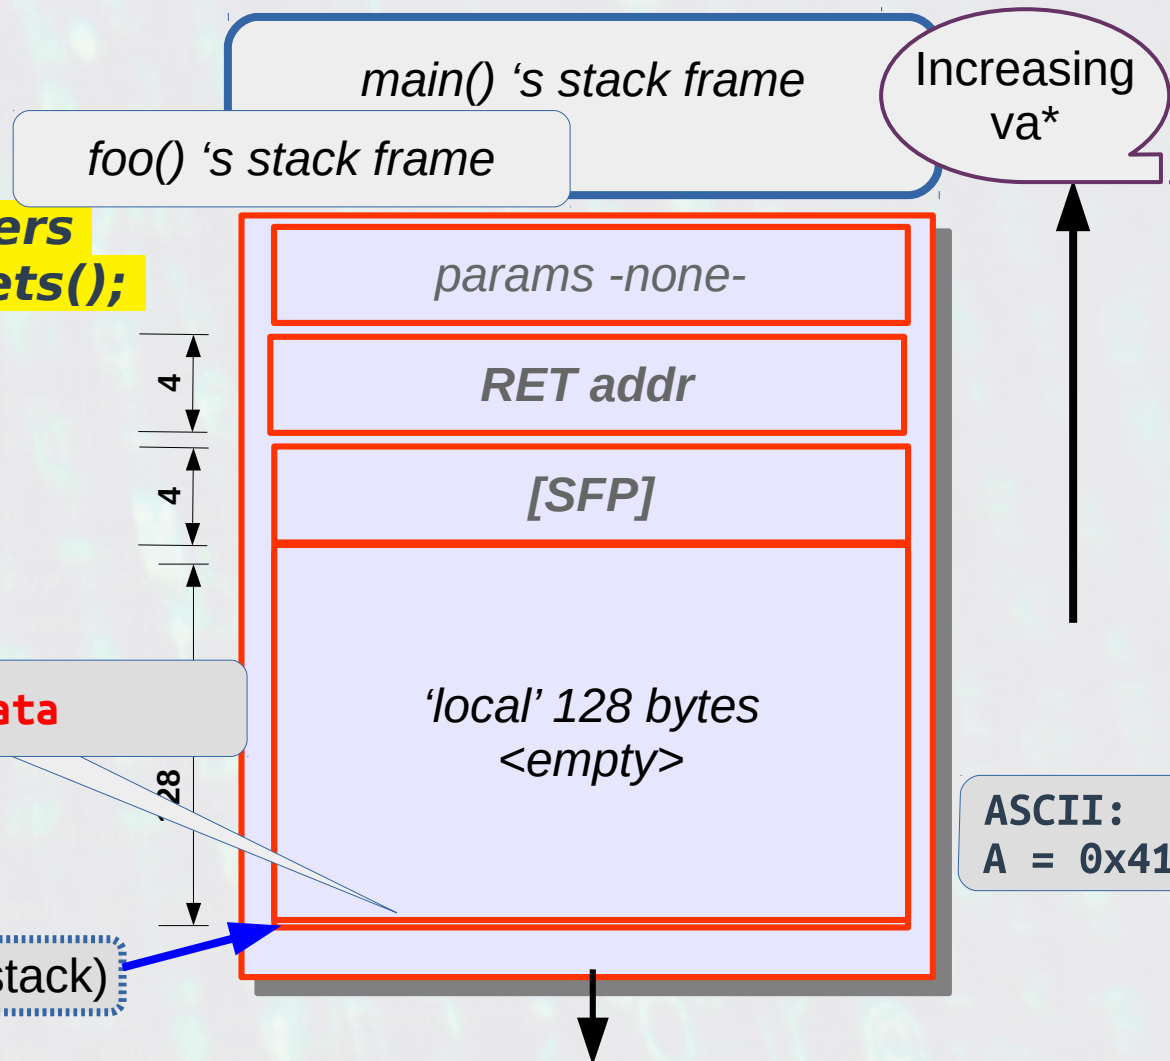 main() ‘s stack frame
Increasing
va*
foo() ‘s stack frame
ers
ets();
params -none-
4
RET addr
4
[SFP]
‘local’ 128 bytes
<empty>
ata
28
ASCII:
A = 0x41
stack)